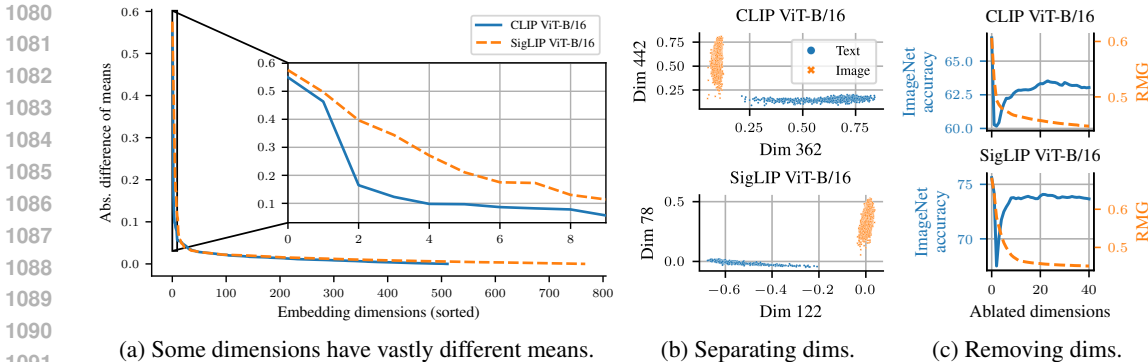 1080
1081
1082
1083
1084
1085
1086
1087
1088
1089
1090
1091
Abs. difference of means
0.6
0.5
0.4
0.3
0.2
0.1
0.0
CLIP ViT-B/16
SigLIP ViT-B/16
0.6
0.5
0.4
0.3
0.2
0.1
0 2 4 6 8
0 100 200 300 400 500 600 700 800
Embedding dimensions (sorted)
(a) Some dimensions have vastly different means.
CLIP ViT-B/16
Dim 442
0.75
0.50
0.25
Text
Image
0.25 0.50 0.75
Dim 362
SigLIP ViT-B/16
Dim 78
0.5
0.0
−0.6 −0.4 −0.2 0.0
Dim 122
(b) Separating dims.
CLIP ViT-B/16
ImageNet
accuracy
65.0
62.5
60.0
0.6
0.5
RMG
SigLIP ViT-B/16
ImageNet
accuracy
75
70
0.6
0.5
RMG
0 20 40
Ablated dimensions
(c) Removing dims.